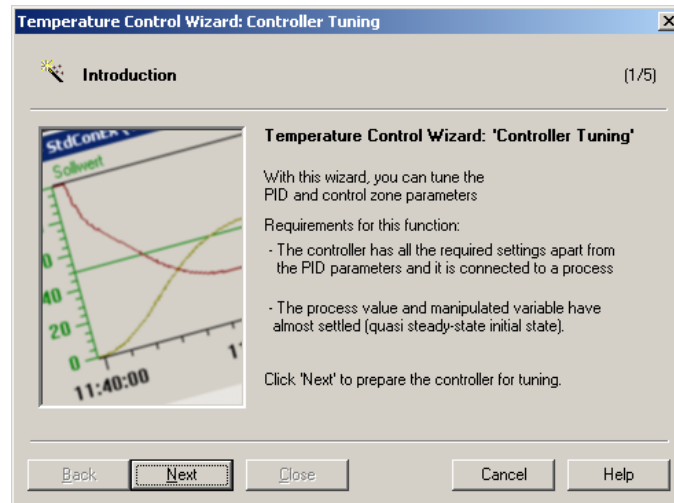 Temperature Control Wizard: Controller Tuning
Introduction
(1/5)
StdContX
Sollwert
Temperature Control Wizard: 'Controller Tuning'
With this wizard, you can tune the
PID and control zone parameters
Requirements for this function:
- The controller has all the required settings apart from
the PID parameters and it is connected to a process
- The process value and manipulated variable have
almost settled (quasi steady-state initial state).
Click 'Next' to prepare the controller for tuning.
40
20
0
11:40:00
11
Back
Next
Close
Cancel
Help